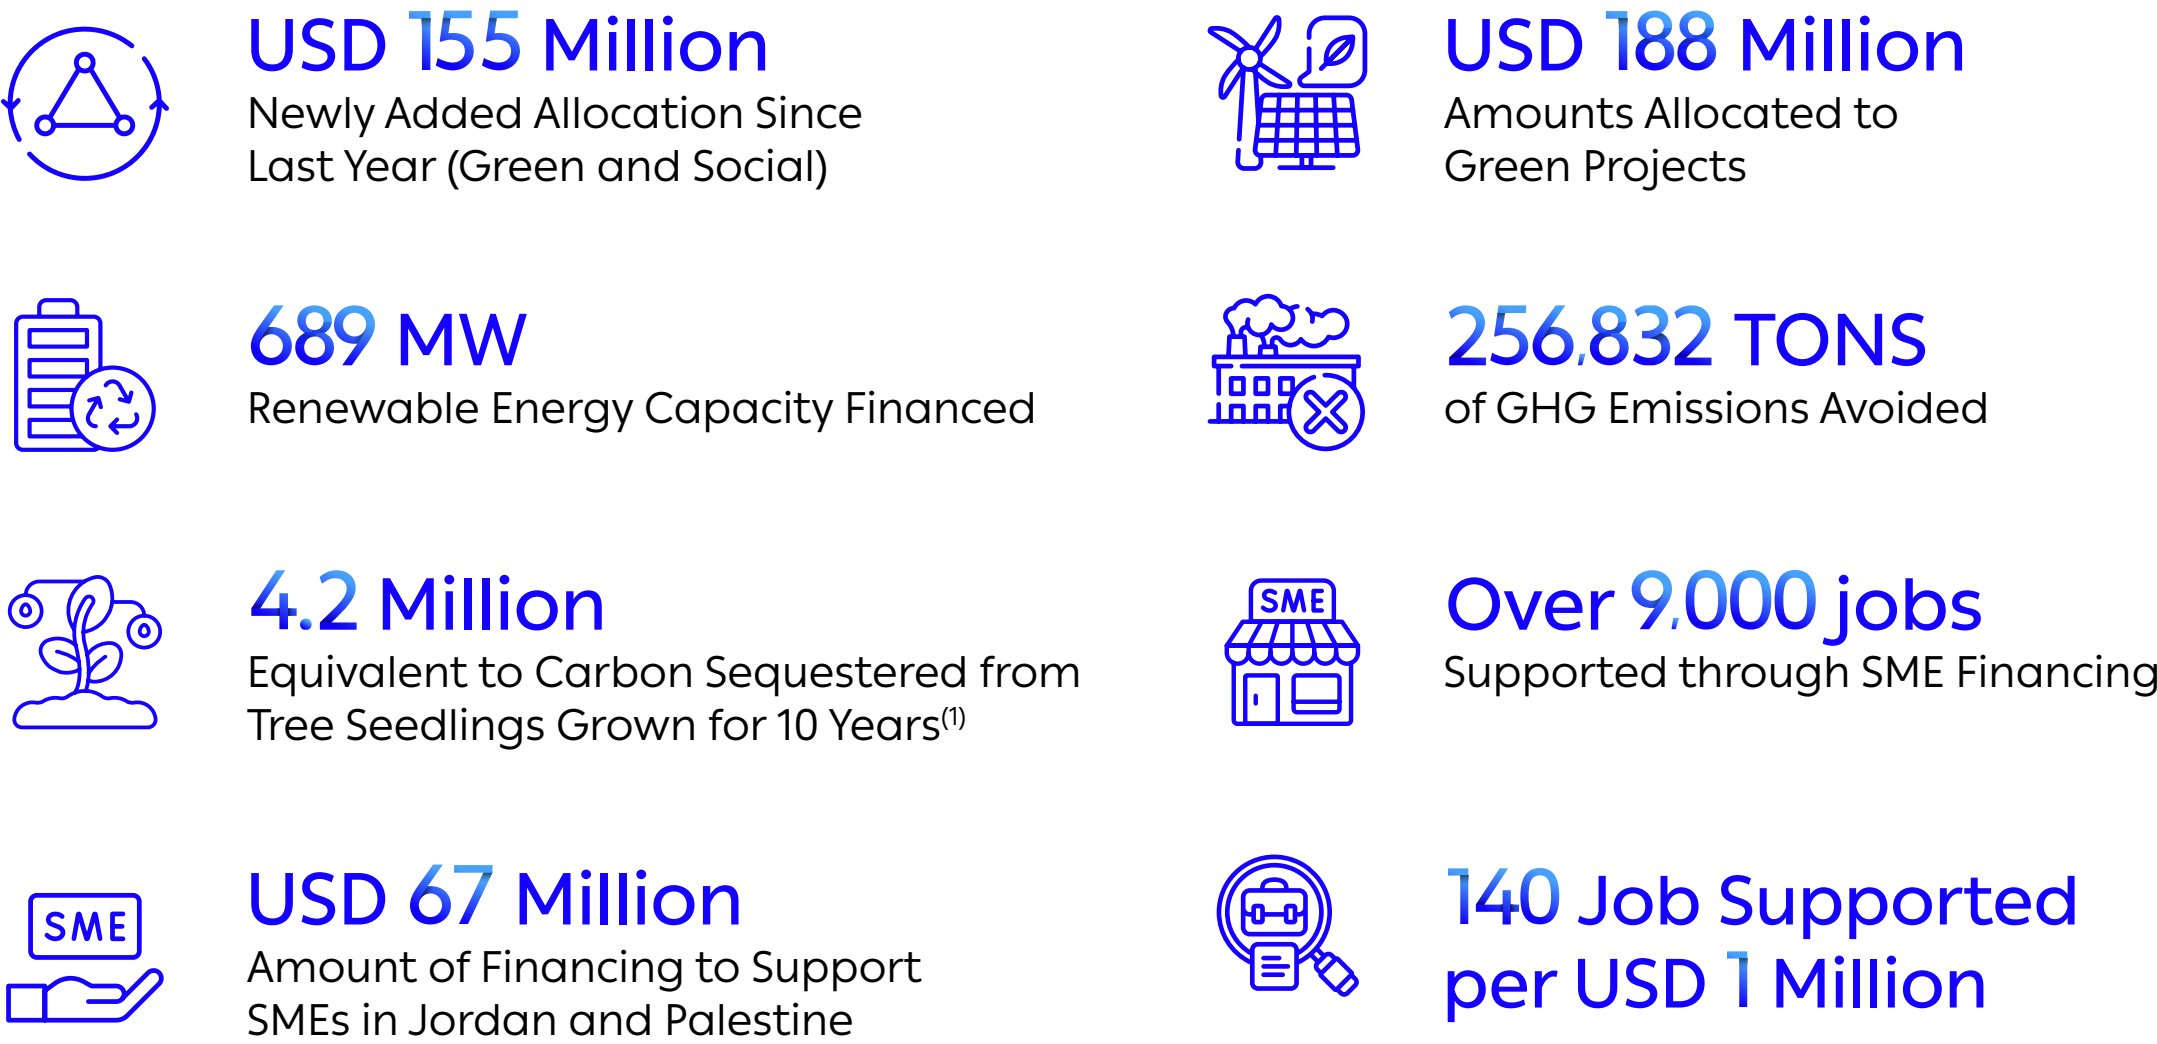 USD 155 Million
Newly Added Allocation Since
Last Year (Green and Social)
USD 188 Million
Amounts Allocated to
Green Projects
689 MW
Renewable Energy Capacity Financed
256,832 TONS
of GHG Emissions Avoided
4.2 Million
Equivalent to Carbon Sequestered from
Tree Seedlings Grown for 10 Years(1)
SME
Over 9,000 jobs
Supported through SME Financing
SME
USD 67 Million
Amount of Financing to Support
SMEs in Jordan and Palestine
140 Job Supported
per USD 1 Million